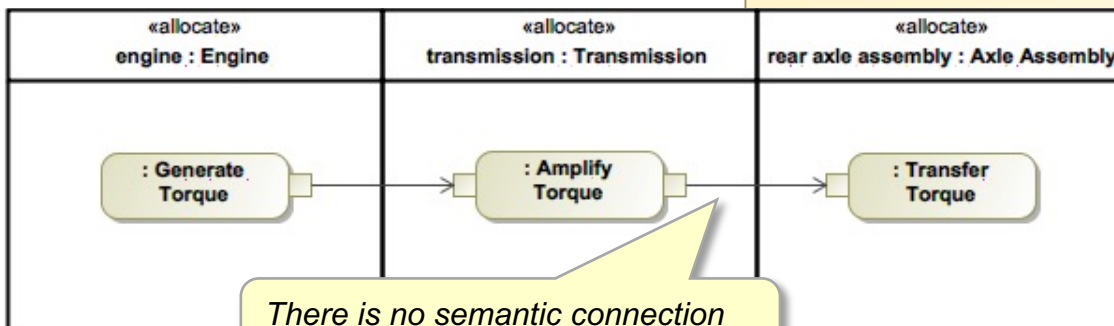 «allocate»
engine : Engine
«allocate»
transmission : Transmission
«allocate»
rear axle assembly : Axle Assembly
: Generate
Torque
: Amplify
Torque
: Transfer
Torque
There is no semantic connection